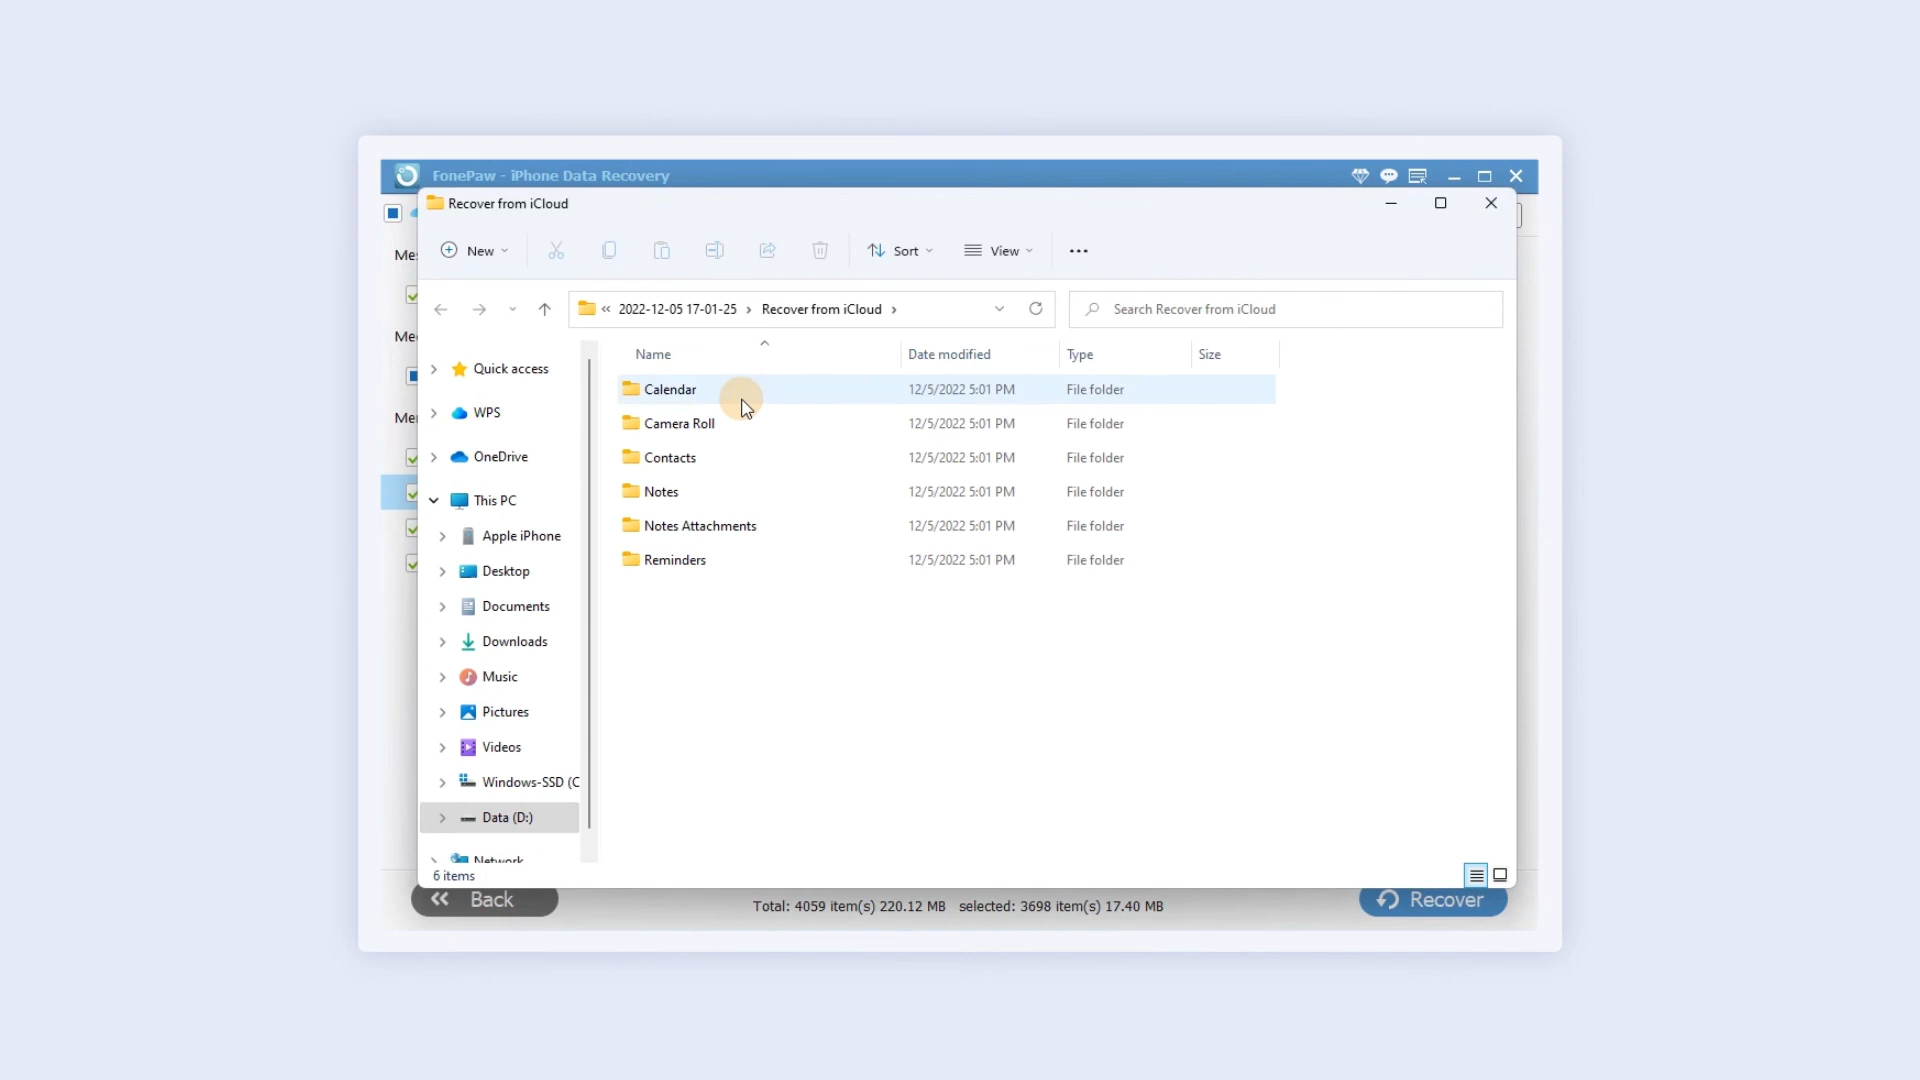 FonePaw - iPhone Data Recovery
Recover from iCloud
New
Sort
View
« 2022-12-05 17-01-25 › Recover from iCloud ›
Search Recover from iCloud
Name Date modified Type Size
Quick access
WPS
OneDrive
This PC
Apple iPhone
Desktop
Documents
Downloads
Music
Pictures
Videos
Windows-SSD (C
Data (D:)
Network
Calendar 12/5/2022 5:01 PM File folder
Camera Roll 12/5/2022 5:01 PM File folder
Contacts 12/5/2022 5:01 PM File folder
Notes 12/5/2022 5:01 PM File folder
Notes Attachments 12/5/2022 5:01 PM File folder
Reminders 12/5/2022 5:01 PM File folder
6 items
Back
Total: 4059 item(s) 220.12 MB selected: 3698 item(s) 17.40 MB
Recover